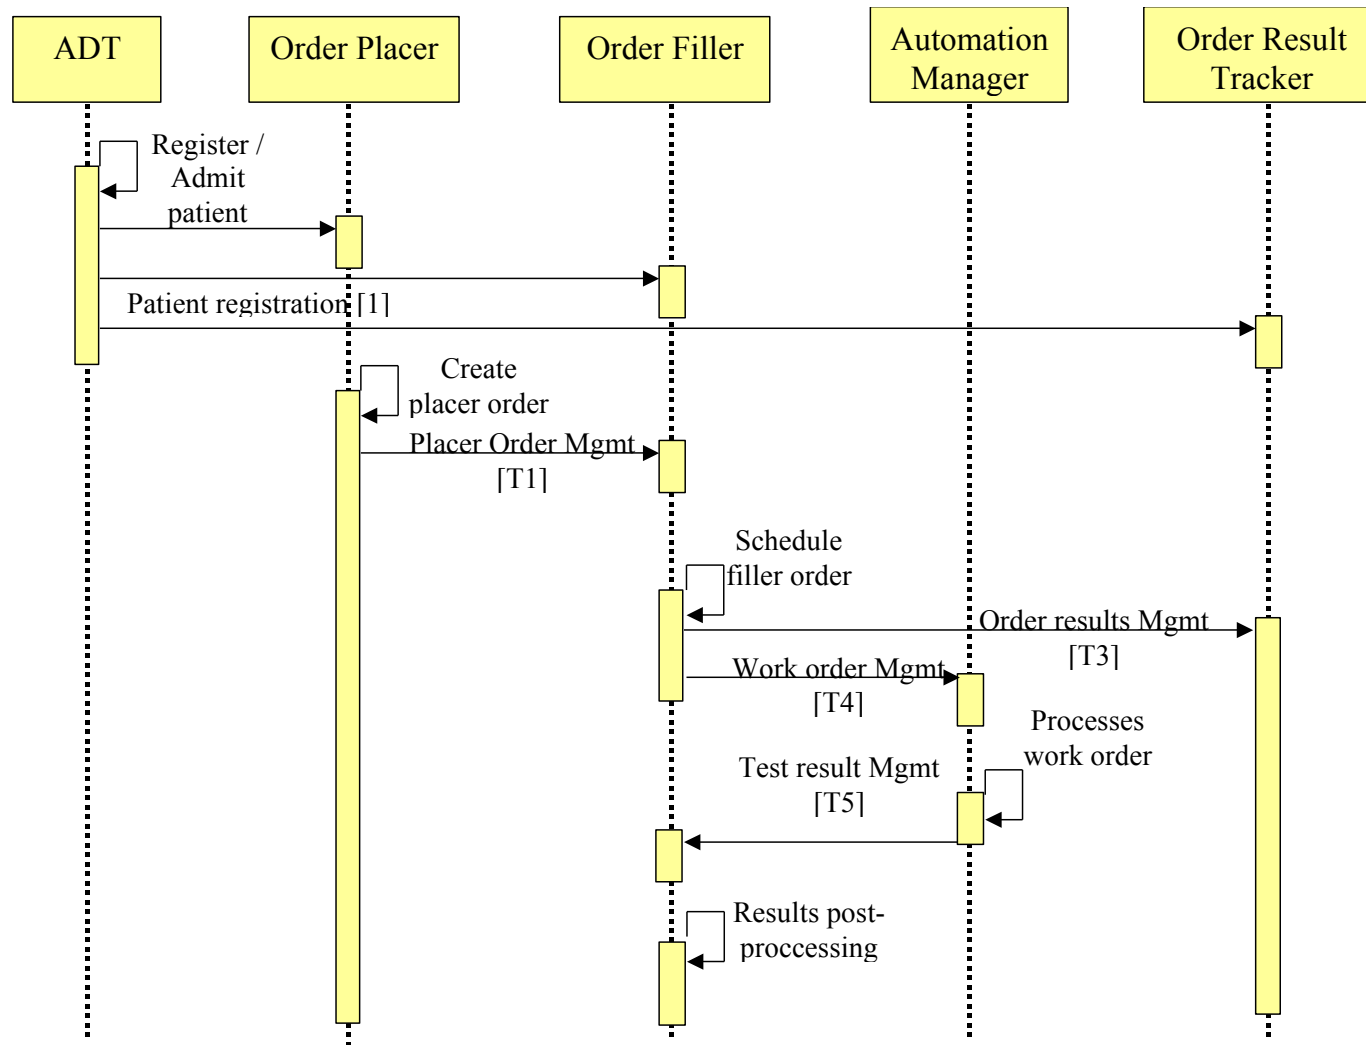 ADT
Order Placer
Order Filler
Automation
Manager
Order Result
Tracker
Register /
Admit
patient
Patient registration [1]
Create
placer order
Placer Order Mgmt
[T1]
Schedule
filler order
Order results Mgmt
[T3]
Work order Mgmt
[T4]
Processes
work order
Test result Mgmt
[T5]
Results post-
proccessing